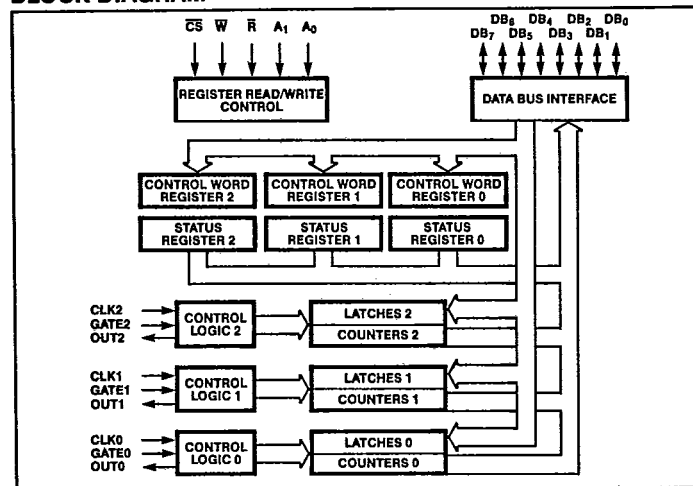 BLOCK DIAGRAM
C̅S̅ W̅ R̅ A₁ A₀
DB₆ DB₄ DB₂ DB₀
DB₇ DB₅ DB₃ DB₁
REGISTER READ/WRITE
CONTROL
DATA BUS INTERFACE
CONTROL WORD
REGISTER 2
CONTROL WORD
REGISTER 1
CONTROL WORD
REGISTER 0
STATUS
REGISTER 2
STATUS
REGISTER 1
STATUS
REGISTER 0
CLK2
GATE2
OUT2
CONTROL
LOGIC 2
LATCHES 2
COUNTERS 2
CLK1
GATE1
OUT1
CONTROL
LOGIC 1
LATCHES 1
COUNTERS 1
CLK0
GATE0
OUT0
CONTROL
LOGIC 0
LATCHES 0
COUNTERS 0